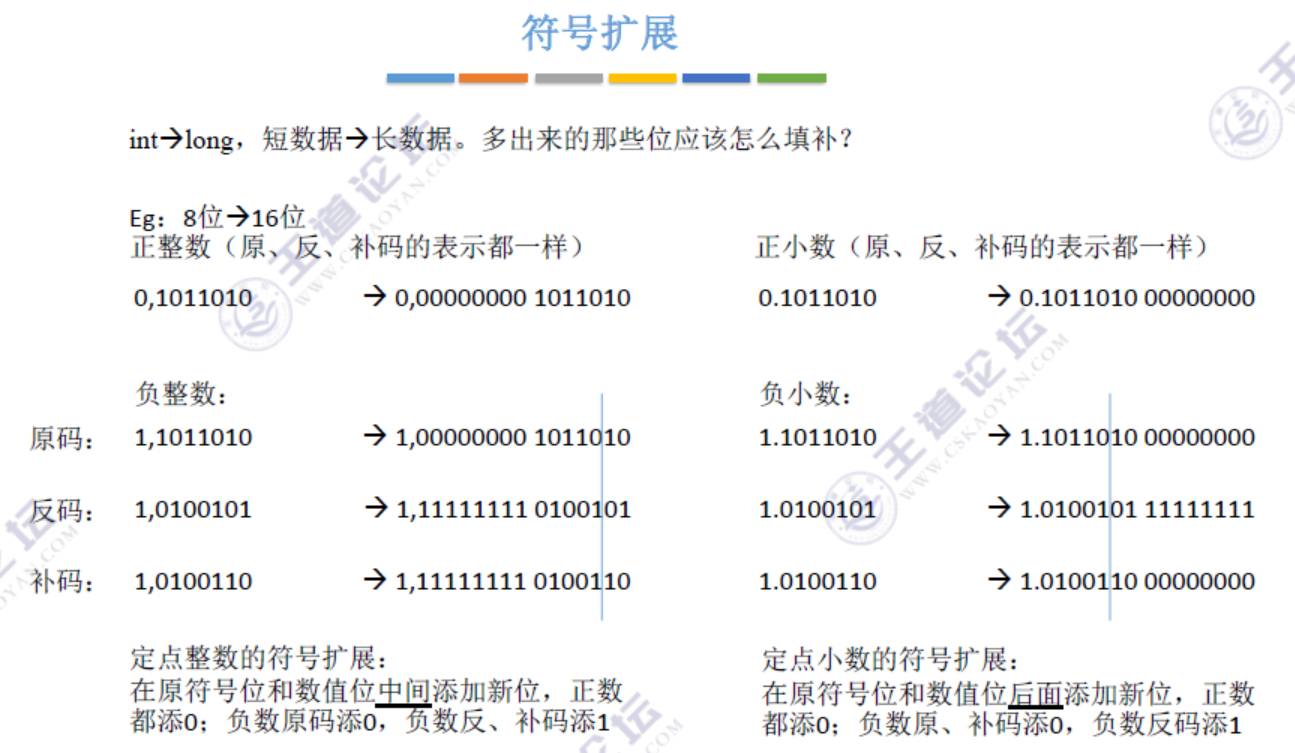 符号扩展
int→long，短数据→长数据。多出来的那些位应该怎么填补？
Eg：8位→16位
正整数（原、反、补码的表示都一样）
0,1011010 → 0,00000000 1011010
正小数（原、反、补码的表示都一样）
0.1011010 → 0.1011010 00000000
负整数：
原码： 1,1011010 → 1,00000000 1011010
反码： 1,0100101 → 1,11111111 0100101
补码： 1,0100110 → 1,11111111 0100110
负小数：
1.1011010 → 1.1011010 00000000
1.0100101 → 1.0100101 11111111
1.0100110 → 1.0100110 00000000
定点整数的符号扩展：
在原符号位和数值位中间添加新位，正数
都添0；负数原码添0，负数反、补码添1
定点小数的符号扩展：
在原符号位和数值位后面添加新位，正数
都添0；负数原、补码添0，负数反码添1
王道论坛
WWW.CSKAOYAN.COM
王道论坛
WWW.CSKAOYAN.COM